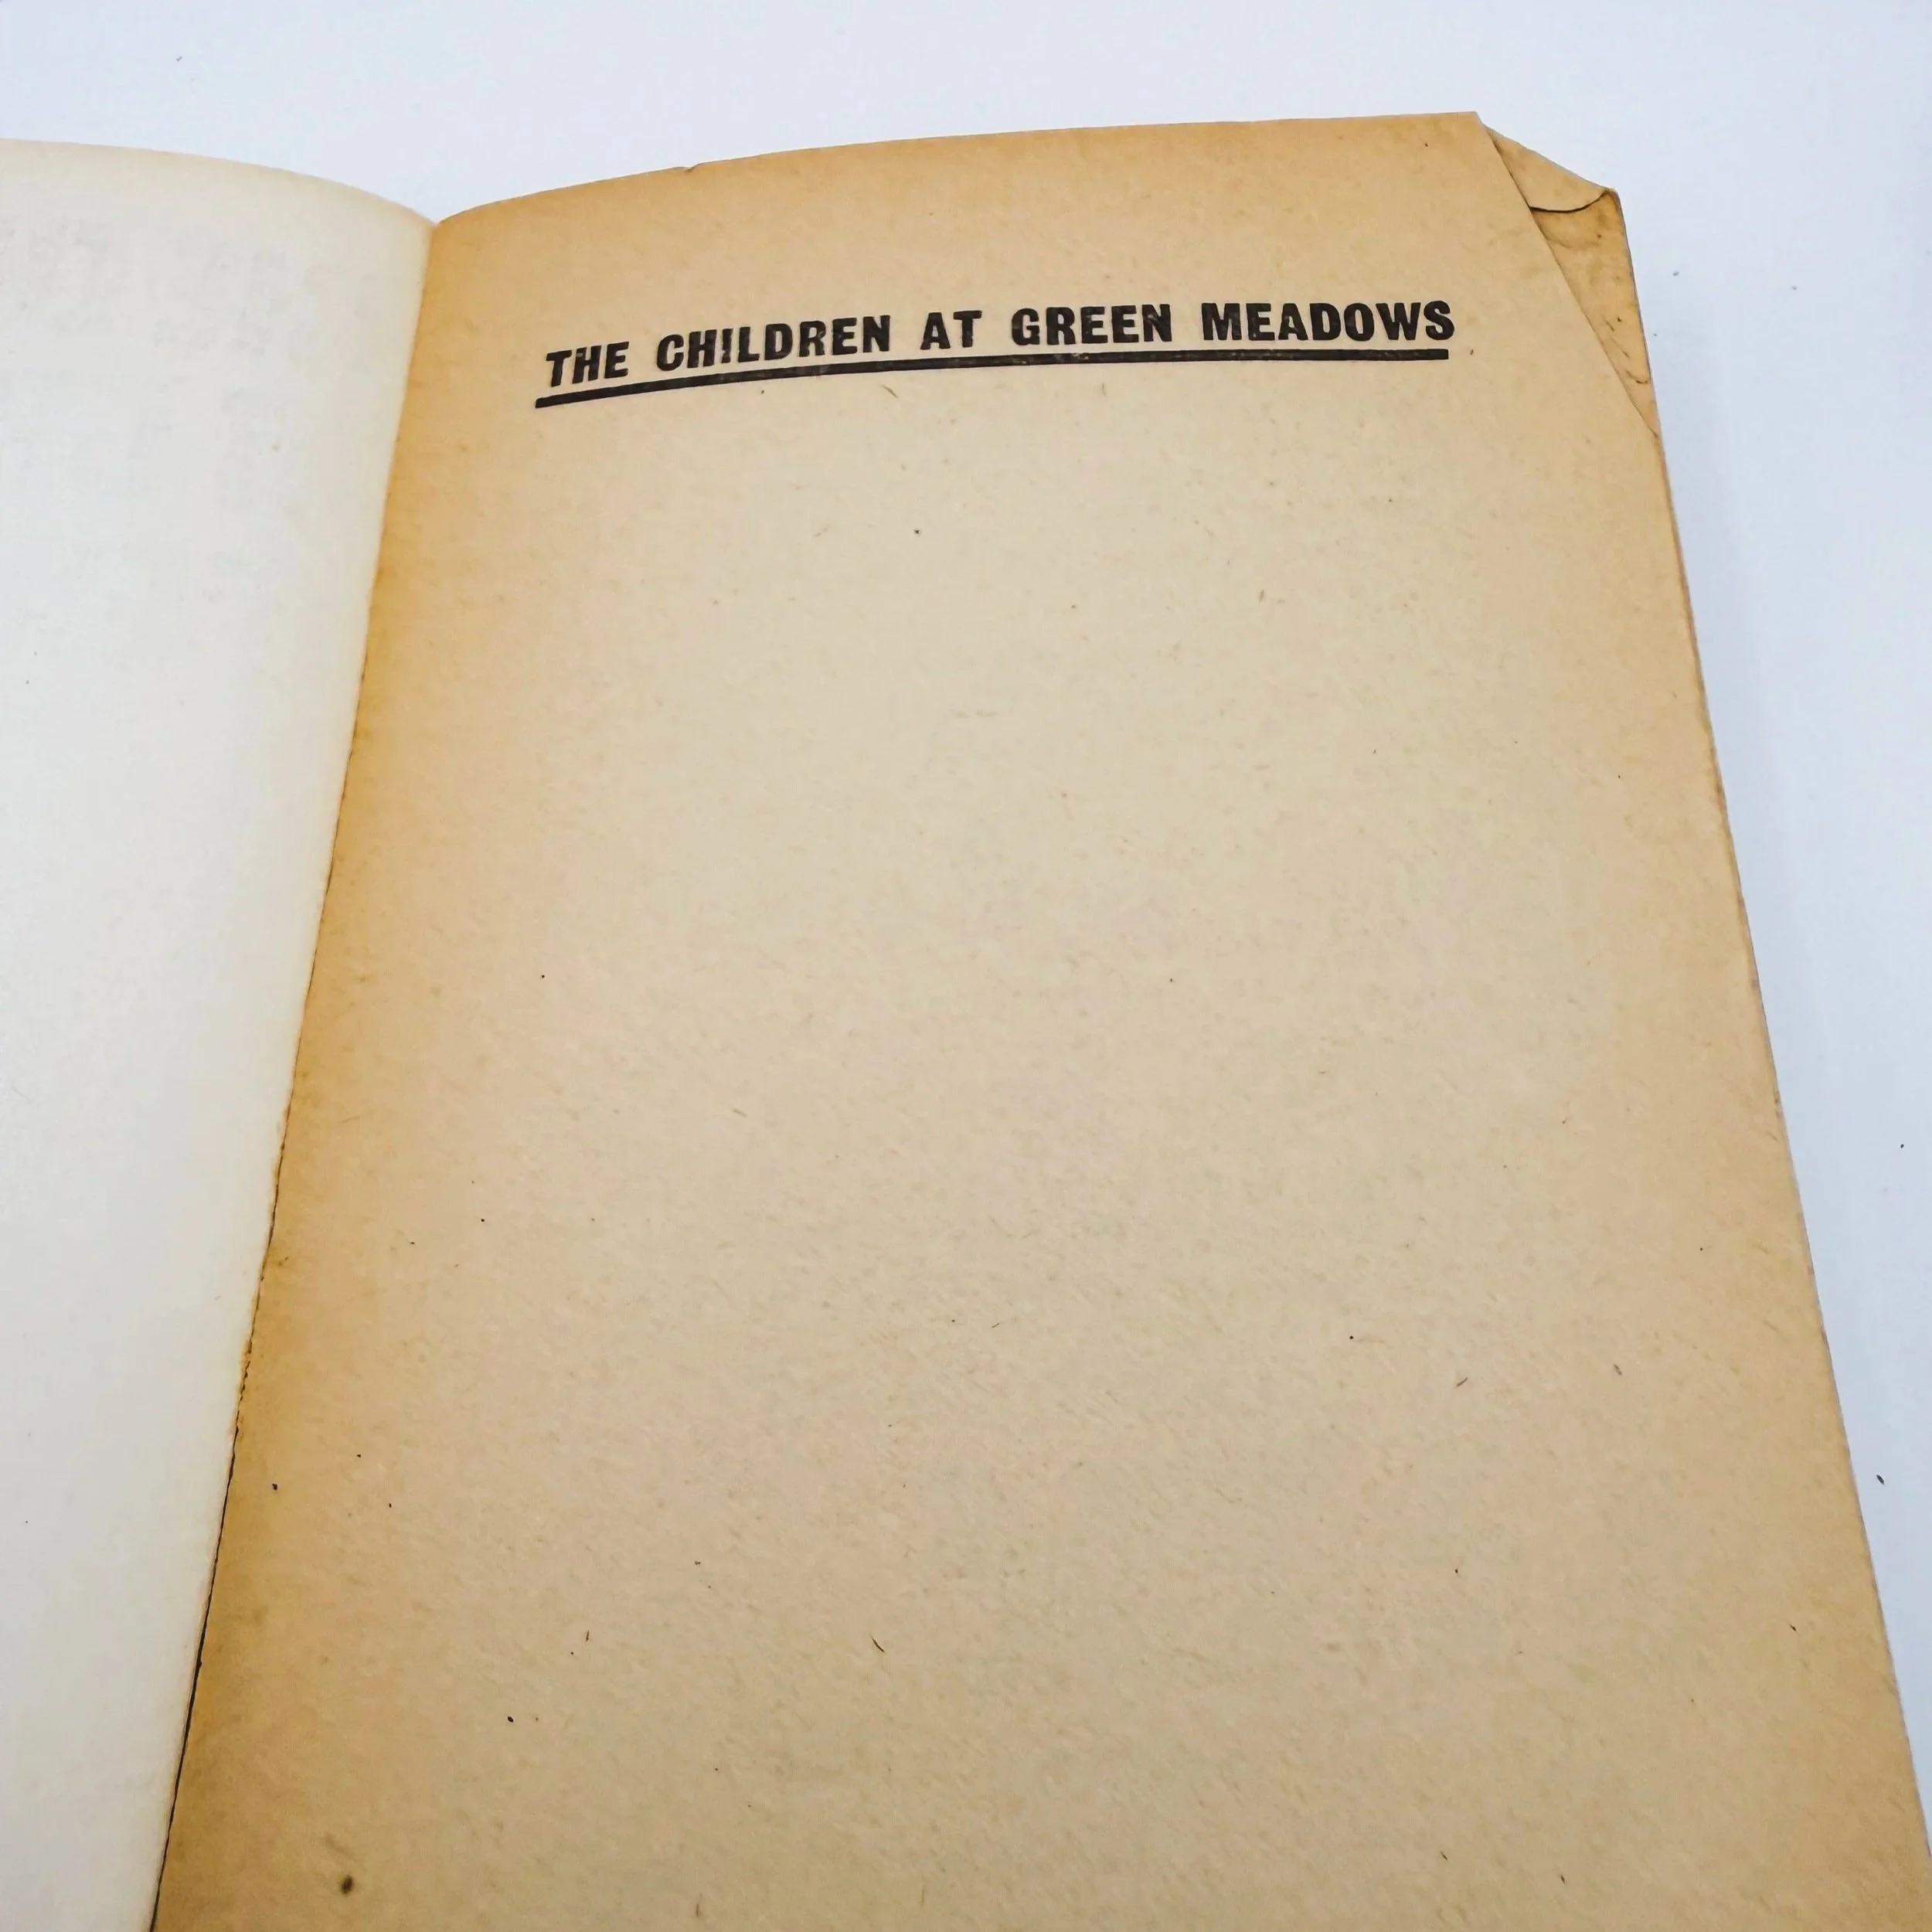 THE CHILDREN AT GREEN MEADOWS